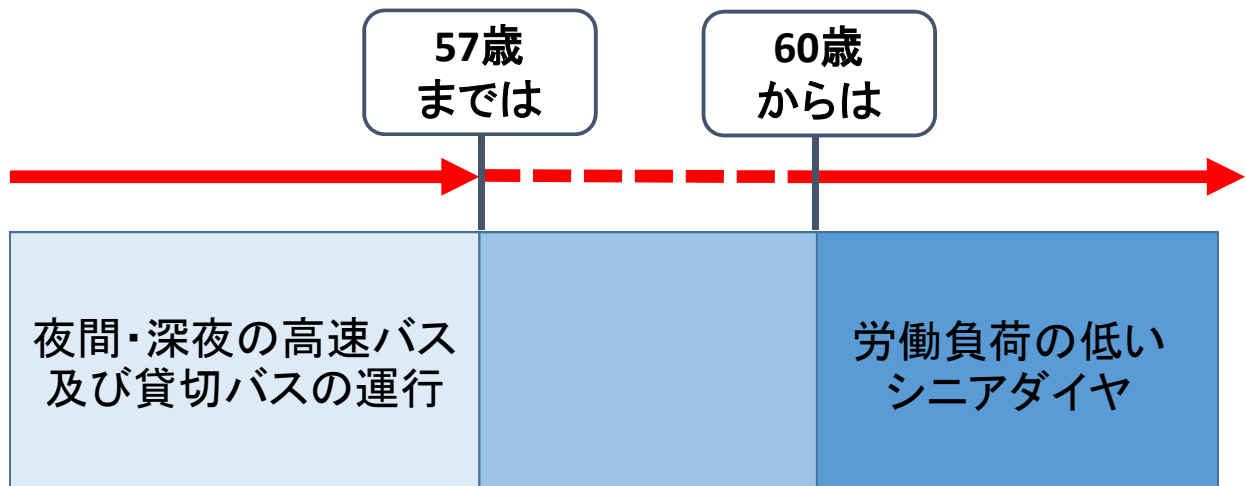 57歳
までは
60歳
からは
夜間・深夜の高速バス
及び貸切バスの運行
労働負荷の低い
シニアダイヤ